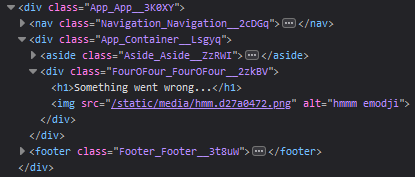 <div class="App_App__3K0XY">
<nav class="Navigation_Navigation__2cDGq">…</nav>
<div class="App_Container__Lsgyq">
<aside class="Aside_Aside__ZzRWI">…</aside>
<div class="FourOFour_FourOFour__2zkBV">
<h1>Something went wrong...</h1>
<img src="/static/media/hmm.d27a0472.png" alt="hmmm emodji">
</div>
</div>
<footer class="Footer_Footer__3t8uW">…</footer>
</div>